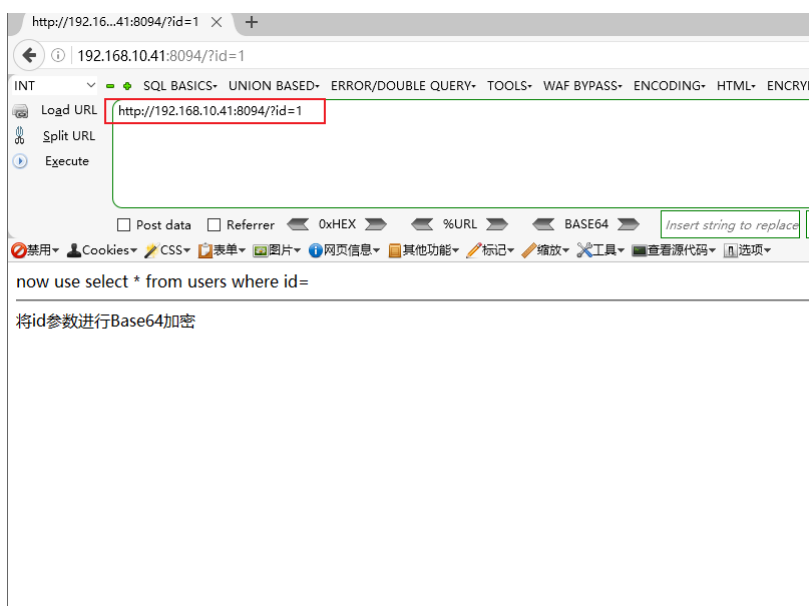 http://192.16...41:8094/?id=1 × +
192.168.10.41:8094/?id=1
INT SQL BASICS▾ UNION BASED▾ ERROR/DOUBLE QUERY▾ TOOLS▾ WAF BYPASS▾ ENCODING▾ HTML▾ ENCRY
Load URL http://192.168.10.41:8094/?id=1
Split URL
Execute
Post data Referrer 0xHEX %URL BASE64 Insert string to replace
禁用▾ Cookies▾ CSS▾ 表单▾ 图片▾ 网页信息▾ 其他功能▾ 标记▾ 缩放▾ 工具▾ 查看源代码▾ 选项▾
now use select * from users where id=
将id参数进行Base64加密